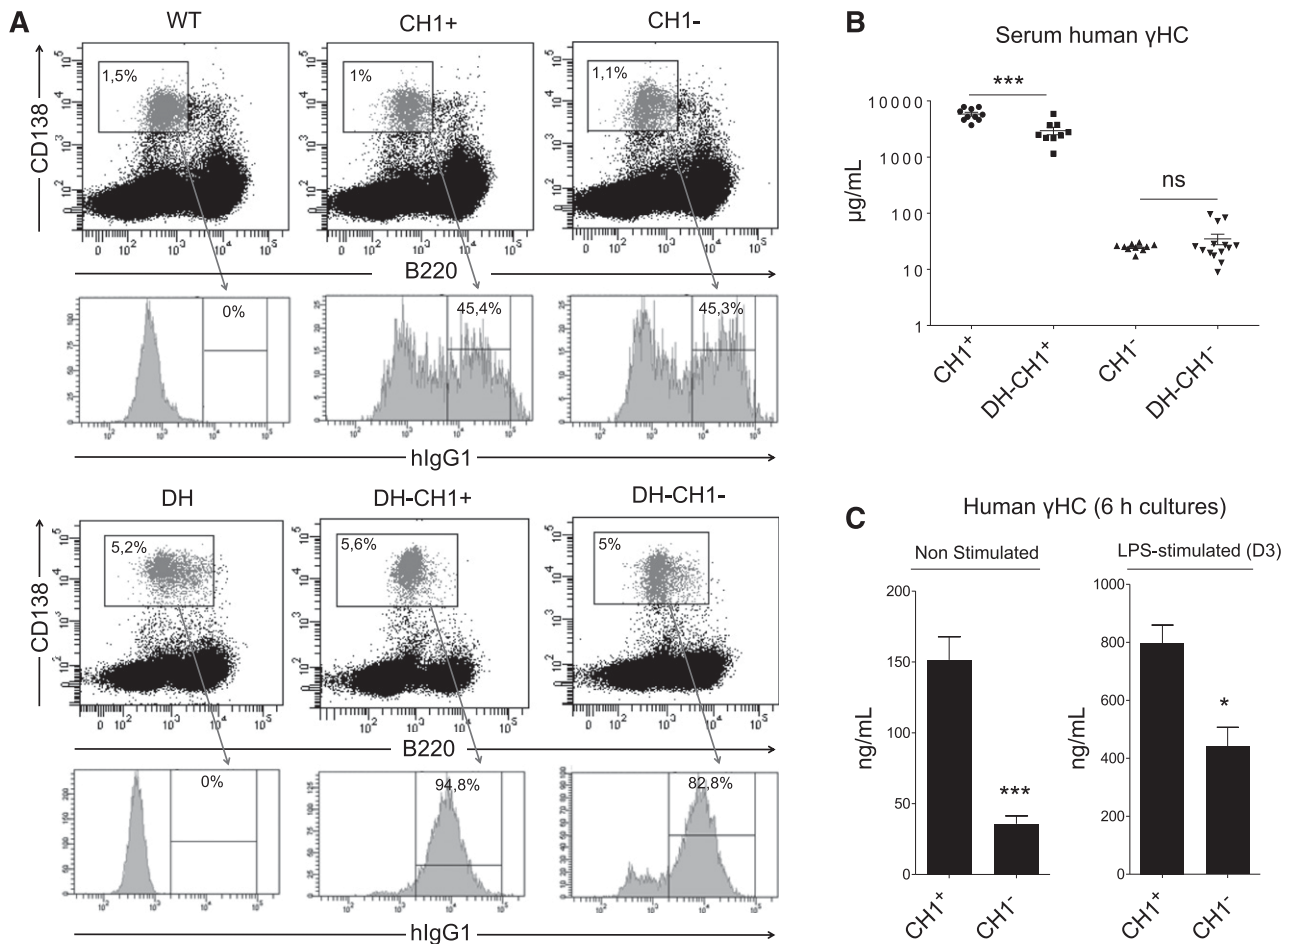 A
WT
CH1+
CH1-
1,5%
1%
1,1%
CD138
B220
0%
45,4%
45,3%
hIgG1
DH
DH-CH1+
DH-CH1-
5,2%
5,6%
5%
CD138
B220
0%
94,8%
82,8%
hIgG1
B
Serum human γHC
***
ns
µg/mL
10000
1000
100
10
1
CH1+
DH-CH1+
CH1-
DH-CH1-
C
Human γHC (6 h cultures)
Non Stimulated
ng/mL
200
150
100
50
0
***
CH1+
CH1-
LPS-stimulated (D3)
ng/mL
1000
800
600
400
200
0
*
CH1+
CH1-